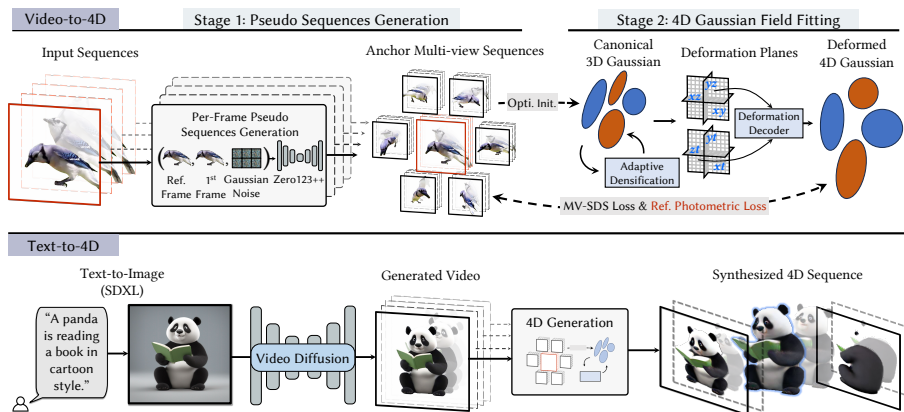 Video-to-4D
Stage 1: Pseudo Sequences Generation
Stage 2: 4D Gaussian Field Fitting
Input Sequences
Anchor Multi-view Sequences
Canonical
3D Gaussian
Deformation Planes
Deformed
4D Gaussian
Per-Frame Pseudo
Sequences Generation
Ref.
Frame
1st
Frame
Gaussian
Noise
Zero123++
Opti. Init.
yz
xz
xy
yt
zt
xt
Deformation
Decoder
Adaptive
Densification
MV-SDS Loss & Ref. Photometric Loss
Text-to-4D
Text-to-Image
(SDXL)
Generated Video
Synthesized 4D Sequence
“A panda
is reading
a book in
cartoon
style.”
Video Diffusion
4D Generation